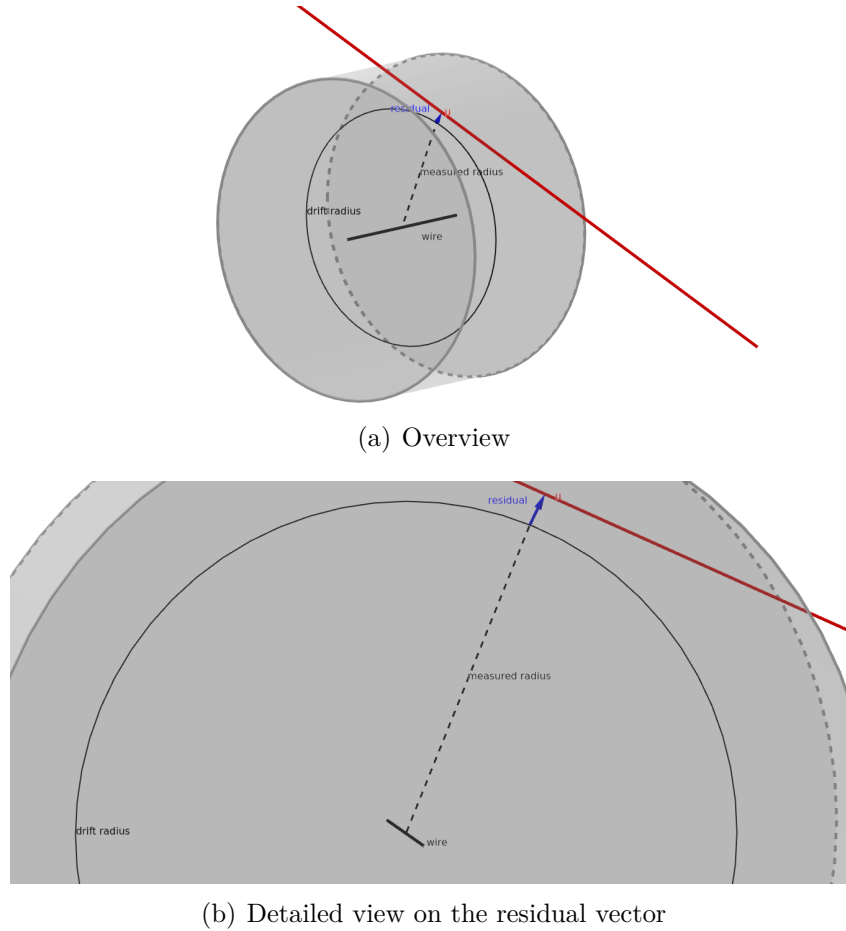 residual u
measured radius
drift radius
wire
(a) Overview
residual u
measured radius
drift radius
wire
(b) Detailed view on the residual vector